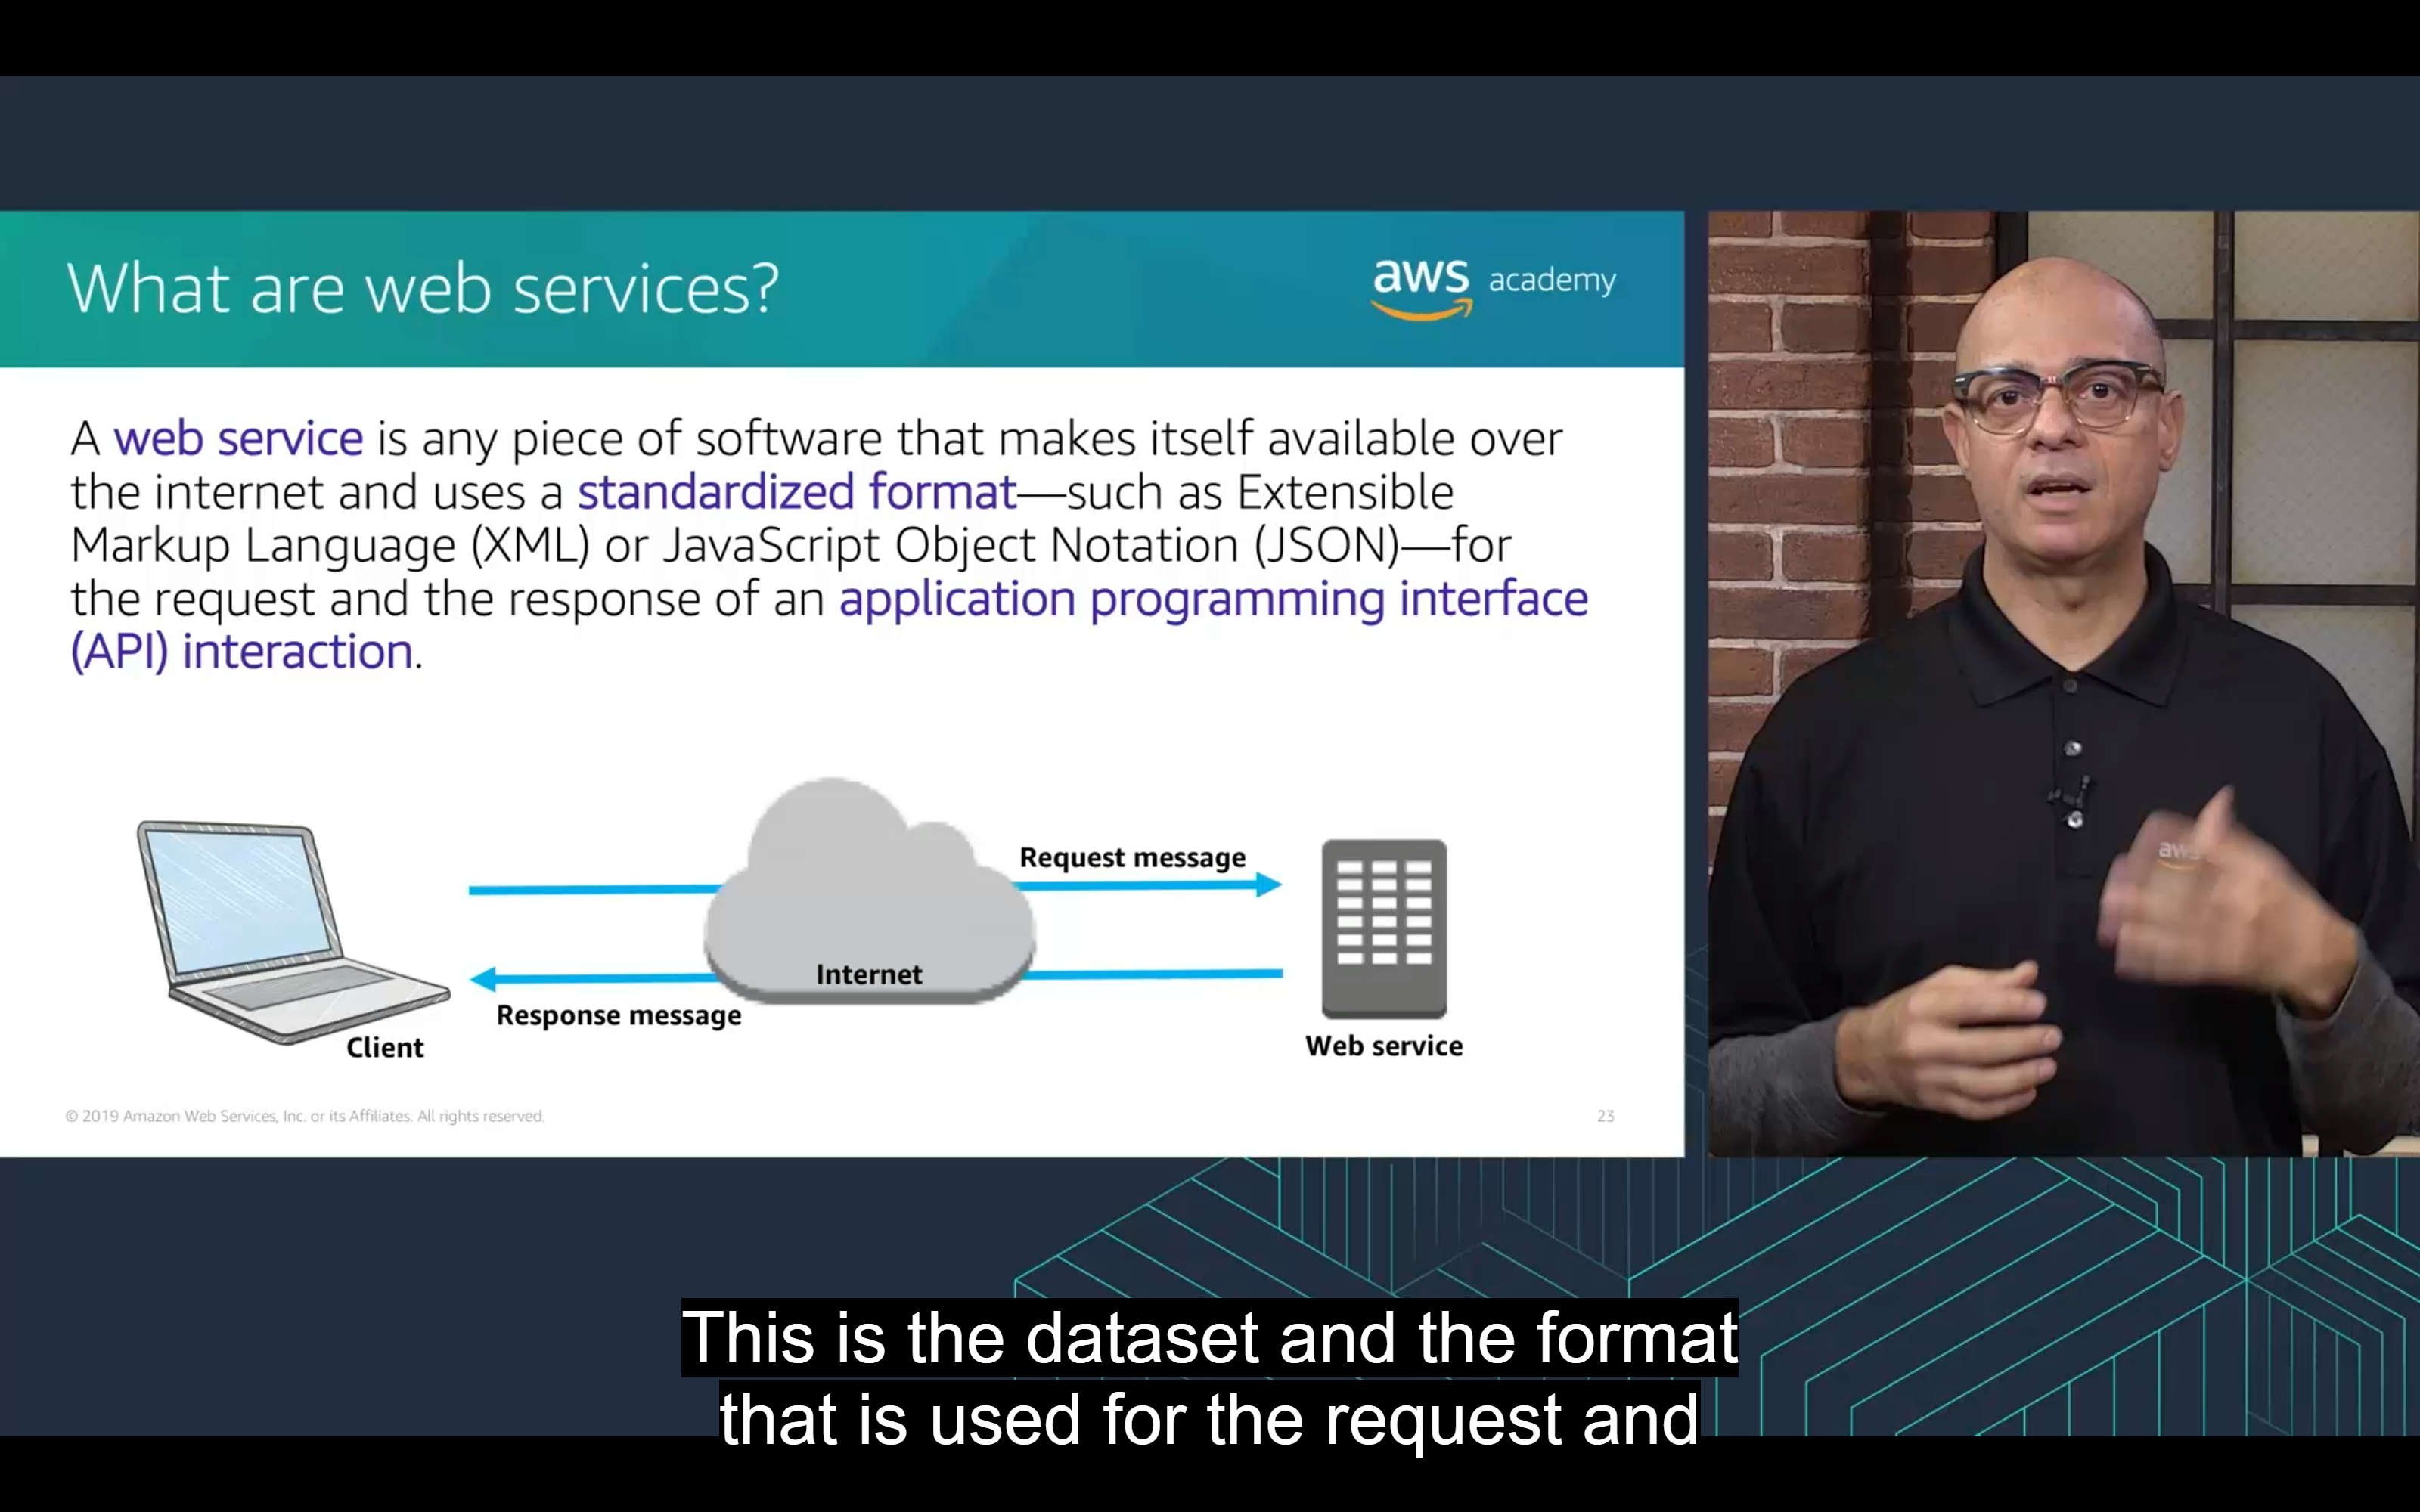 What are web services?
aws academy
A web service is any piece of software that makes itself available over
the internet and uses a standardized format—such as Extensible
Markup Language (XML) or JavaScript Object Notation (JSON)—for
the request and the response of an application programming interface
(API) interaction.
Request message
Internet
Response message
Client
Web service
© 2019 Amazon Web Services, Inc. or its Affiliates. All rights reserved.
23
aws
This is the dataset and the format
that is used for the request and